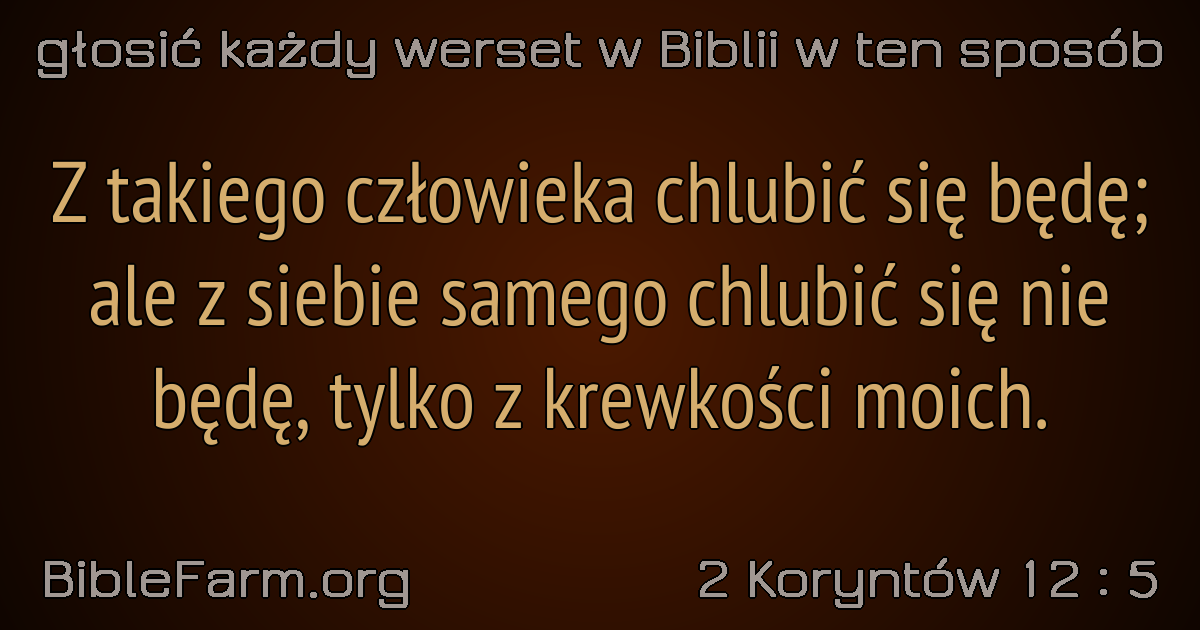 głosić każdy werset w Biblii w ten sposób
Z takiego człowieka chlubić się będę;
ale z siebie samego chlubić się nie
będę, tylko z krewkości moich.
BibleFarm.org
2 Koryntów 12 : 5